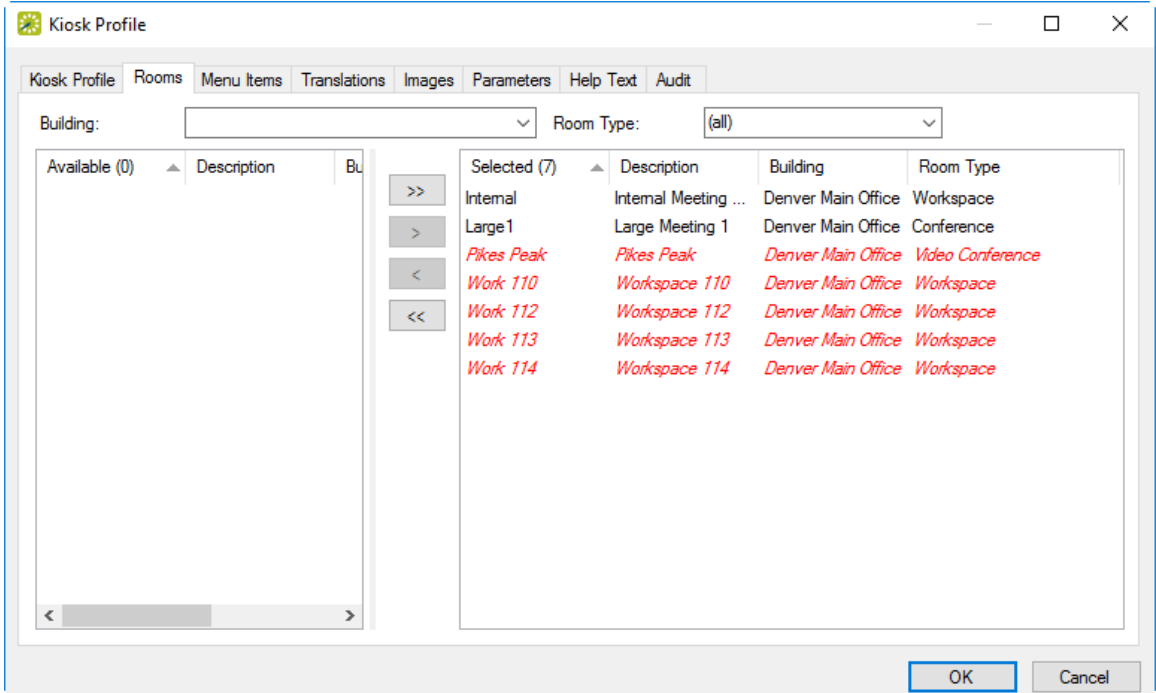 Kiosk Profile
Kiosk Profile Rooms Menu Items Translations Images Parameters Help Text Audit
Building: Room Type: (all)
Available (0) Description Bu Selected (7) Description Building Room Type
>> Internal Internal Meeting ... Denver Main Office Workspace
> Large1 Large Meeting 1 Denver Main Office Conference
Pikes Peak Pikes Peak Denver Main Office Video Conference
< Work 110 Workspace 110 Denver Main Office Workspace
<< Work 112 Workspace 112 Denver Main Office Workspace
Work 113 Workspace 113 Denver Main Office Workspace
Work 114 Workspace 114 Denver Main Office Workspace
OK Cancel